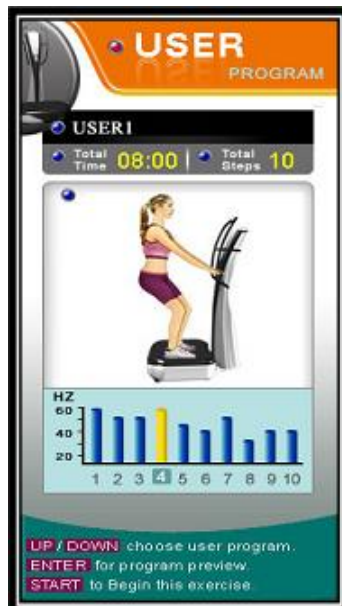 USER
PROGRAM
USER1
Total Time 08:00 Total Steps 10
HZ
60
40
20
1 2 3 4 5 6 7 8 9 10
UP / DOWN choose user program.
ENTER for program preview.
START to Begin this exercise.